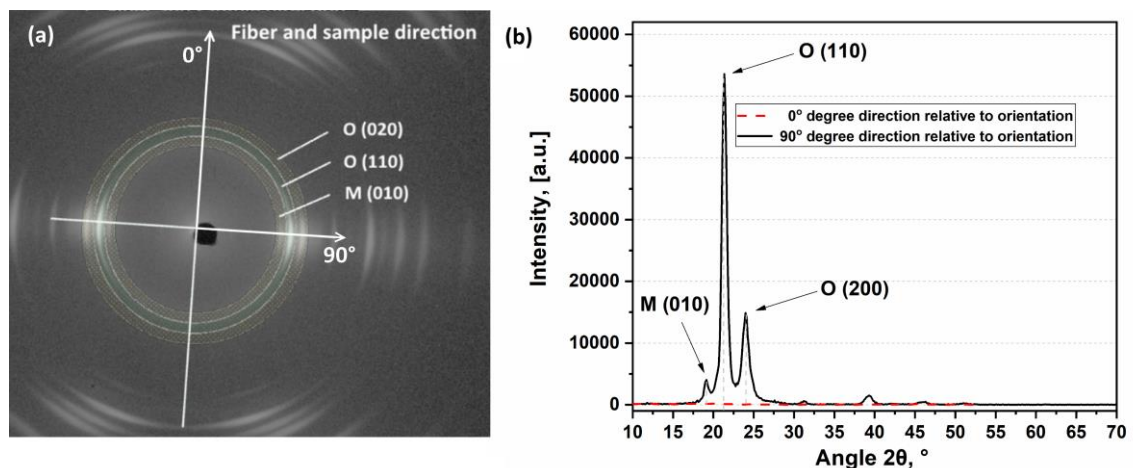 (a)
Fiber and sample direction
0°
O (020)
O (110)
M (010)
90°
(b)
60000
50000
40000
30000
20000
10000
0
Intensity, [a.u.]
O (110)
0° degree direction relative to orientation
90° degree direction relative to orientation
M (010)
O (200)
10 15 20 25 30 35 40 45 50 55 60 65 70
Angle 2θ, °